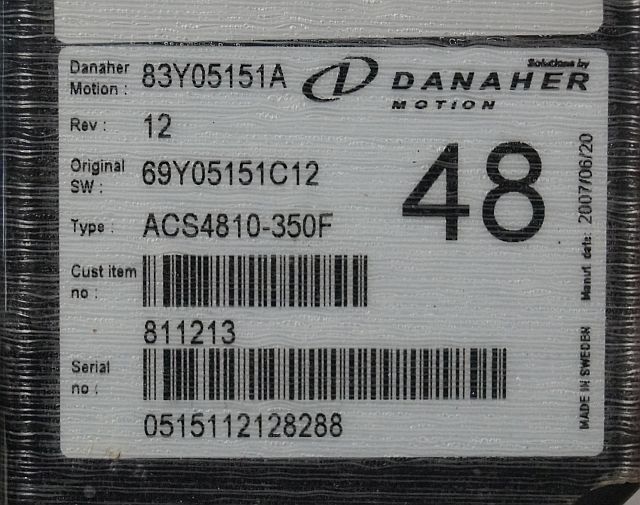 Danaher Motion : 83Y05151A
Solutions by
DANAHER
MOTION
Rev : 12
Original SW : 69Y05151C12
48
Type : ACS4810-350F
Cust item no :
811213
Serial no :
0515112128288
MADE IN SWEDEN Manuf. date: 2007/06/20